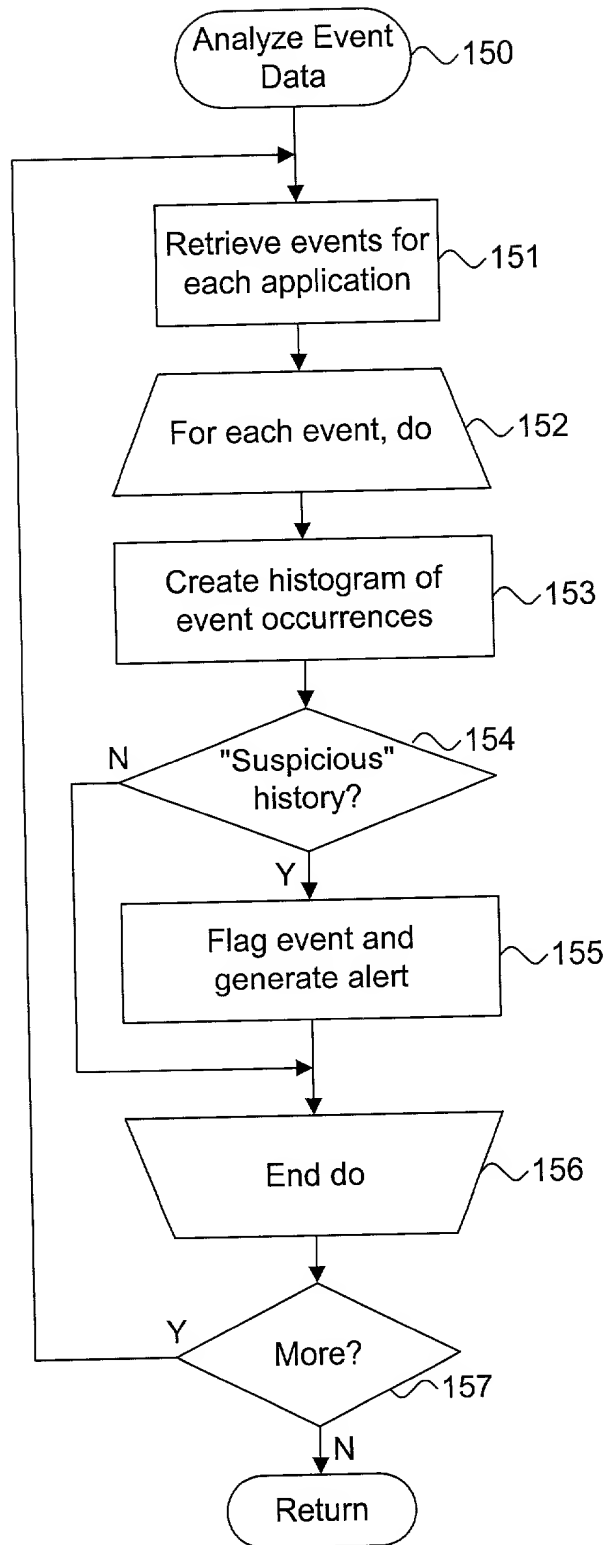 Analyze Event
Data
150
Retrieve events for
each application
151
For each event, do
152
Create histogram of
event occurrences
153
154
N
"Suspicious"
history?
Y
Flag event and
generate alert
155
End do
156
Y
More?
157
N
Return